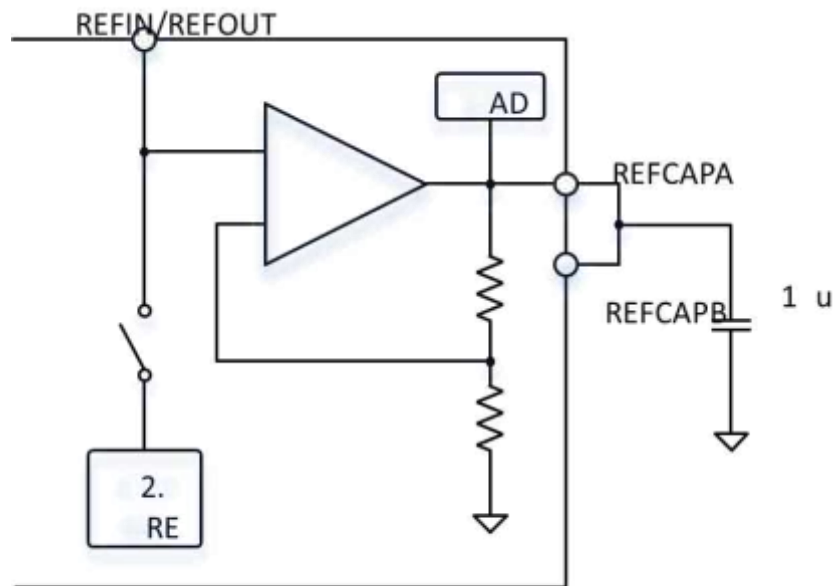 REFIN/REFOUT
AD
REFCAPA
REFCAPB
1 u
2.
RE